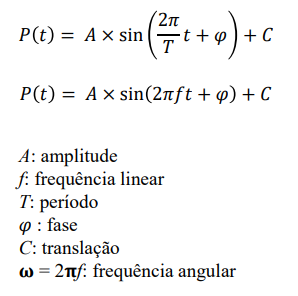 P(t) = A × sin(2π/T t + φ) + C
P(t) = A × sin(2πft + φ) + C
A: amplitude
f: frequência linear
T: período
φ : fase
C: translação
ω = 2πf: frequência angular